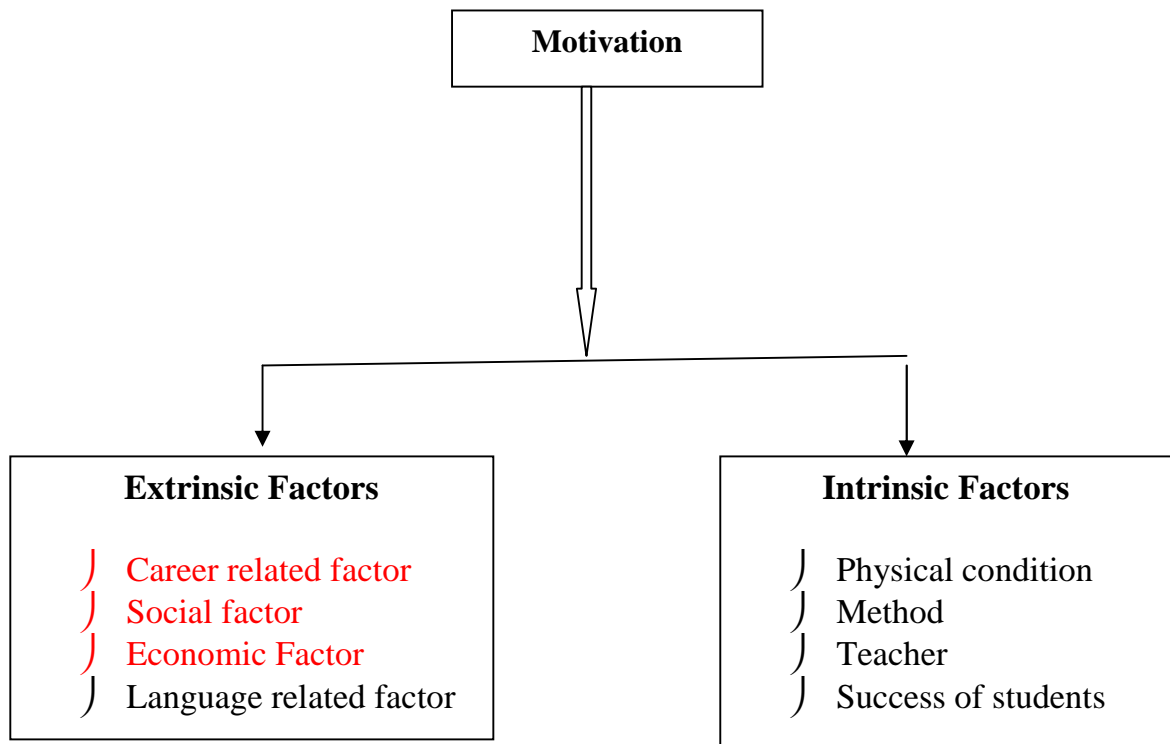 Motivation
Extrinsic Factors
Career related factor
Social factor
Economic Factor
Language related factor
Intrinsic Factors
Physical condition
Method
Teacher
Success of students